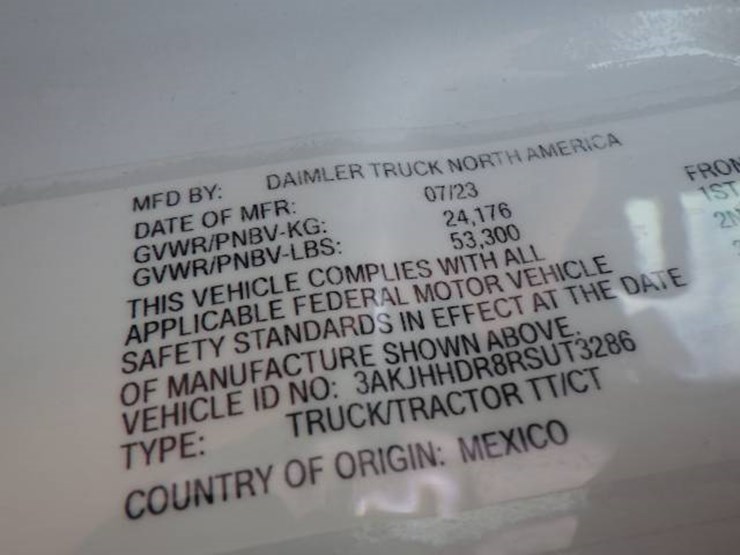 MFD BY: DAIMLER TRUCK NORTH AMERICA
DATE OF MFR: 07/23
GVWR/PNBV-KG: 24,176
GVWR/PNBV-LBS: 53,300
THIS VEHICLE COMPLIES WITH ALL
APPLICABLE FEDERAL MOTOR VEHICLE
SAFETY STANDARDS IN EFFECT AT THE DATE
OF MANUFACTURE SHOWN ABOVE.
VEHICLE ID NO: 3AKJHHDR8RSUT3286
TYPE: TRUCK/TRACTOR TT/CT
COUNTRY OF ORIGIN: MEXICO
1ST